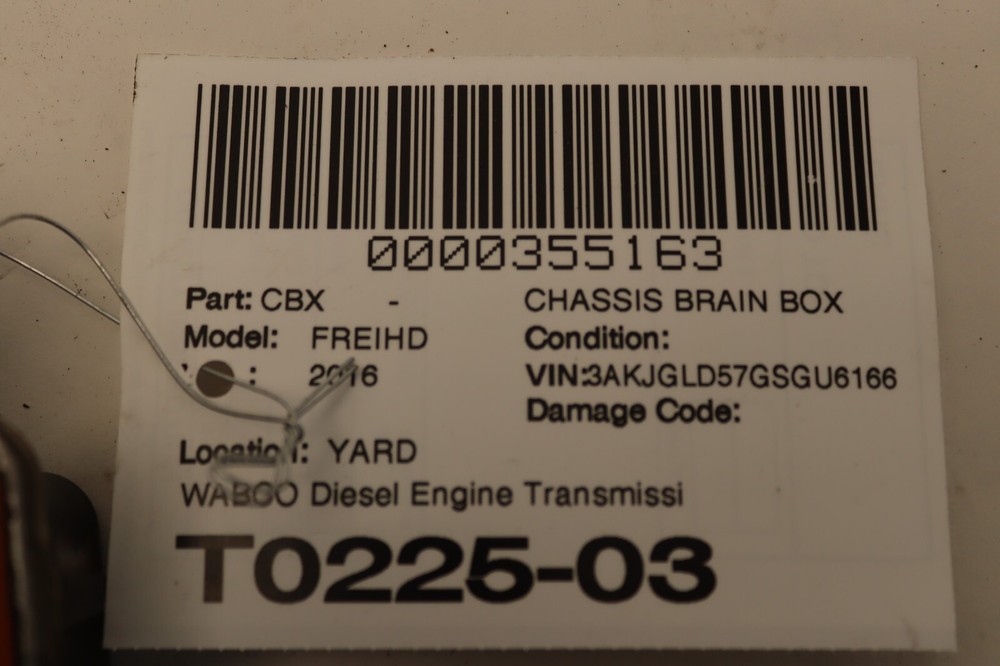 0000355163
Part: CBX - CHASSIS BRAIN BOX
Model: FREIHD Condition:
: 2016 VIN:3AKJGLD57GSGU6166
Damage Code:
Location: YARD
WABCO Diesel Engine Transmissi
T0225-03